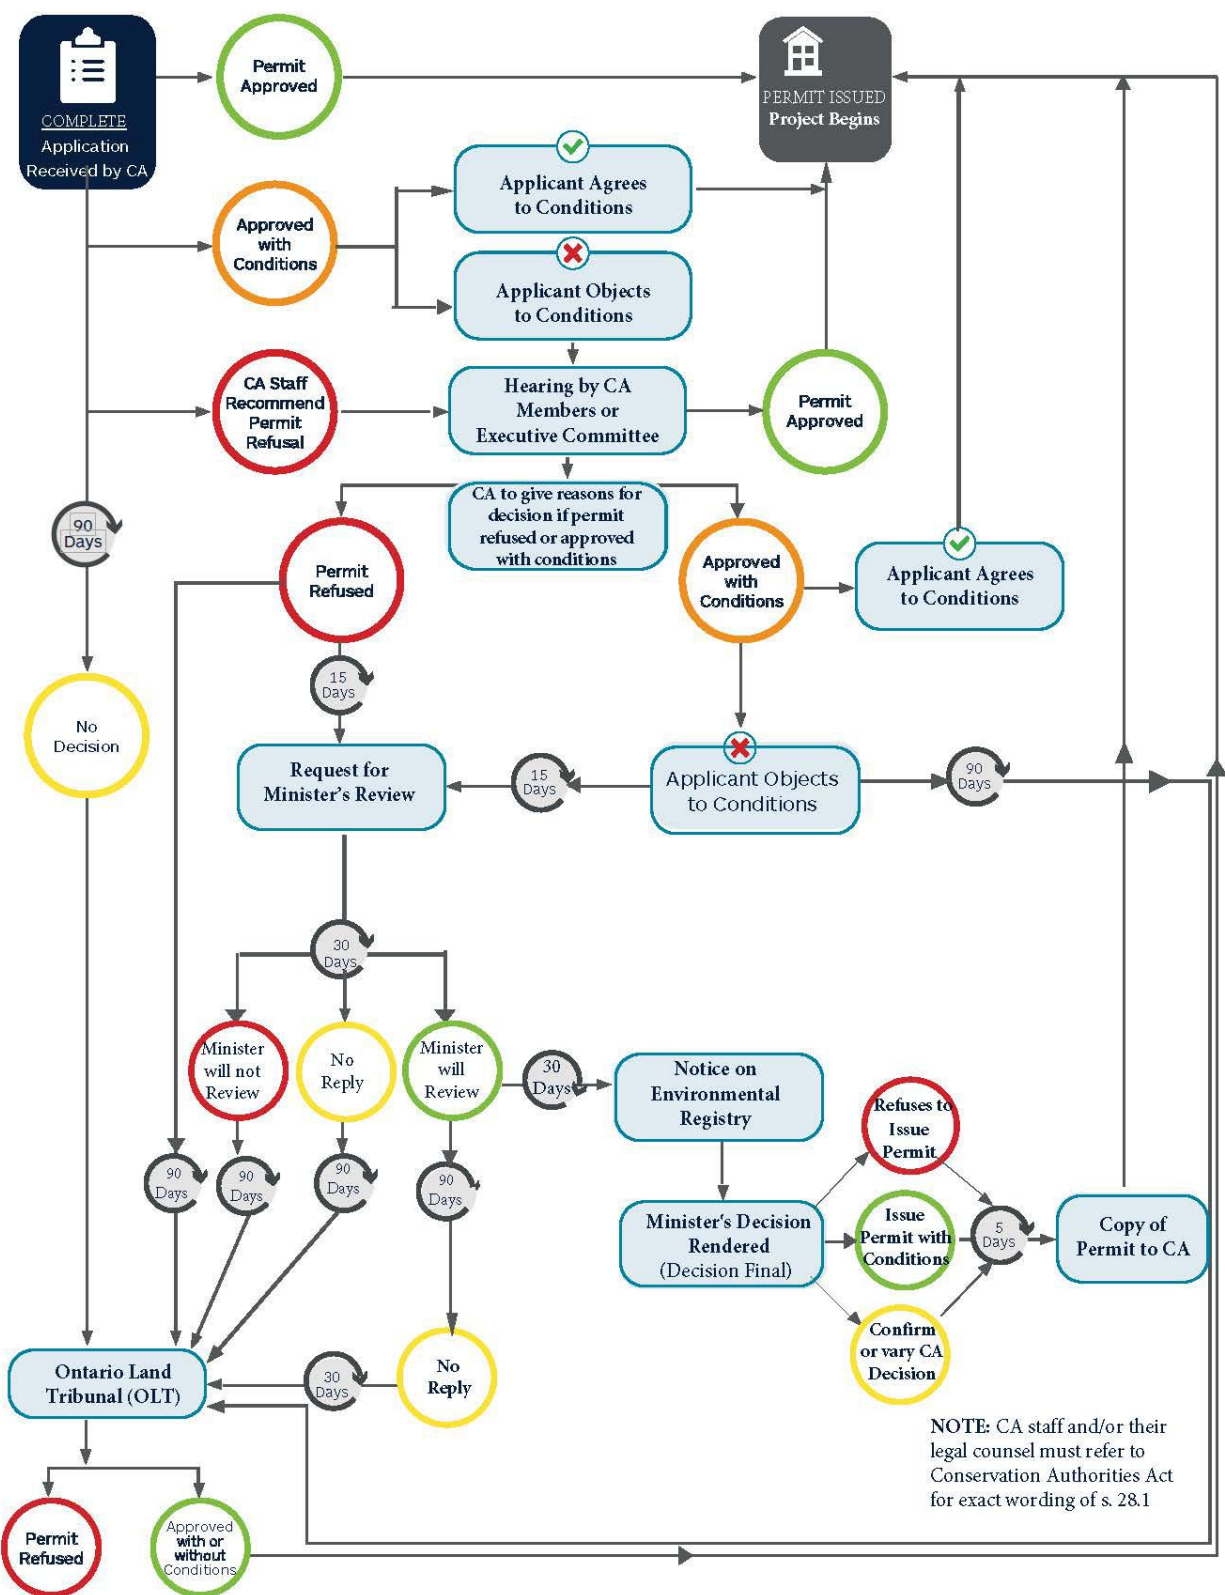 COMPLETE
Application
Received by CA
Permit
Approved
PERMIT ISSUED
Project Begins
Applicant Agrees
to Conditions
Approved
with
Conditions
Applicant Objects
to Conditions
CA Staff
Recommend
Permit
Refusal
Hearing by CA
Members or
Executive Committee
Permit
Approved
CA to give reasons for
decision if permit
refused or approved
with conditions
90
Days
Permit
Refused
Approved
with
Conditions
Applicant Agrees
to Conditions
15
Days
No
Decision
Request for
Minister's Review
15
Days
Applicant Objects
to Conditions
90
Days
30
Days
Minister
will not
Review
No
Reply
Minister
will
Review
30
Days
Notice on
Environmental
Registry
Refuses to
Issue
Permit
90
Days
90
Days
90
Days
90
Days
Minister's Decision
Rendered
(Decision Final)
Issue
Permit with
Conditions
5
Days
Copy of
Permit to CA
Confirm
or vary CA
Decision
Ontario Land
Tribunal (OLT)
30
Days
No
Reply
NOTE: CA staff and/or their
legal counsel must refer to
Conservation Authorities Act
for exact wording of s. 28.1
Permit
Refused
Approved
with or
without
Conditions